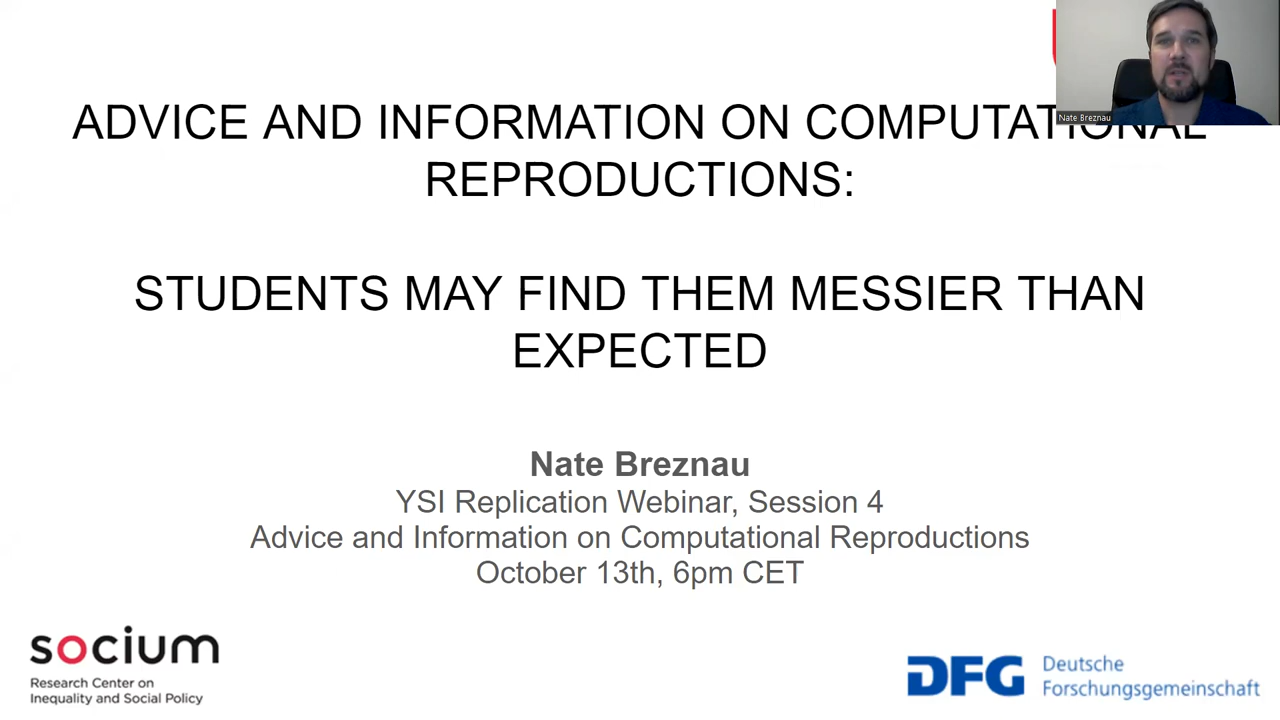 ADVICE AND INFORMATION ON COMPUTATIONAL
REPRODUCTIONS:
STUDENTS MAY FIND THEM MESSIER THAN
EXPECTED
Nate Breznau
Nate Breznau
YSI Replication Webinar, Session 4
Advice and Information on Computational Reproductions
October 13th, 6pm CET
socium
Research Center on
Inequality and Social Policy
DFG
Deutsche
Forschungsgemeinschaft